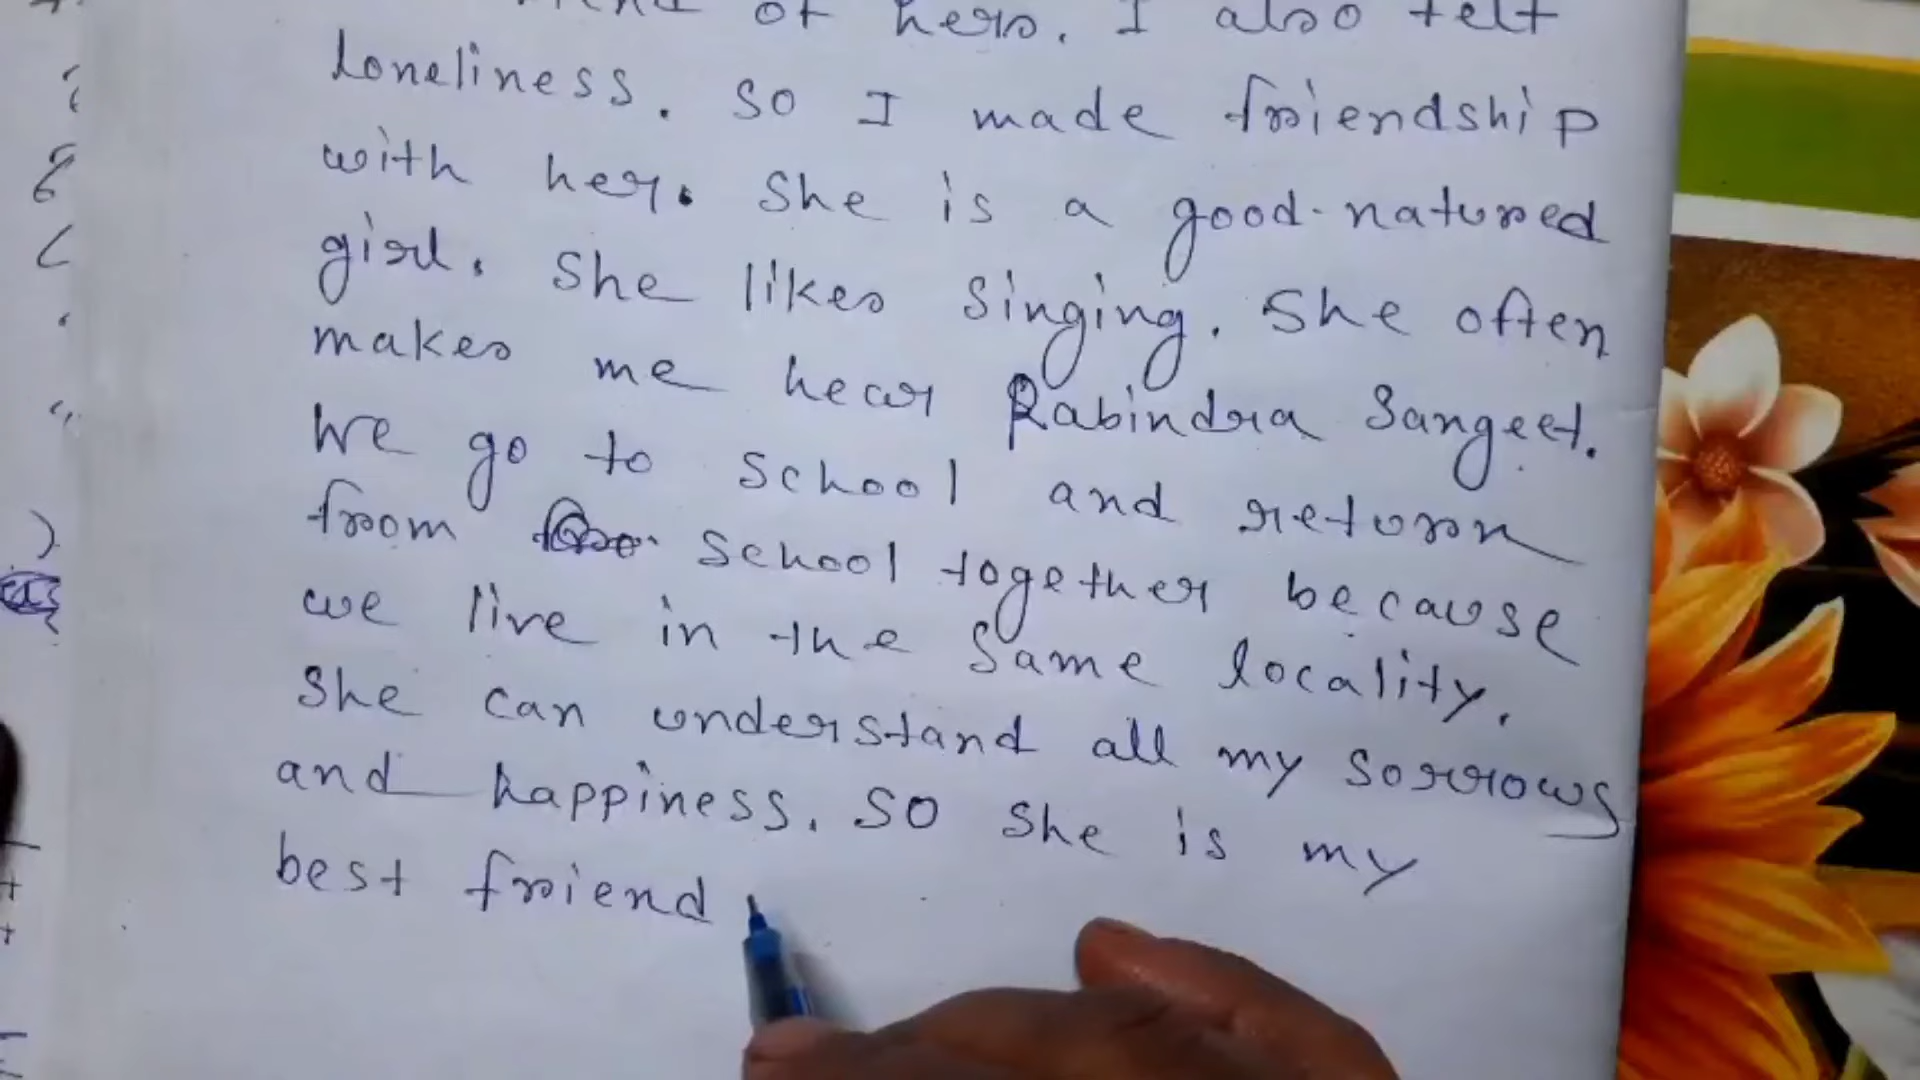 of hers. I also felt
loneliness. So I made friendship
with her. She is a good-natured
girl. She likes singing. She often
makes me hear Rabindra Sangeet.
We go to school and return
from school together because
we live in the same locality.
She can understand all my sorrows
and happiness. So she is my
best friend